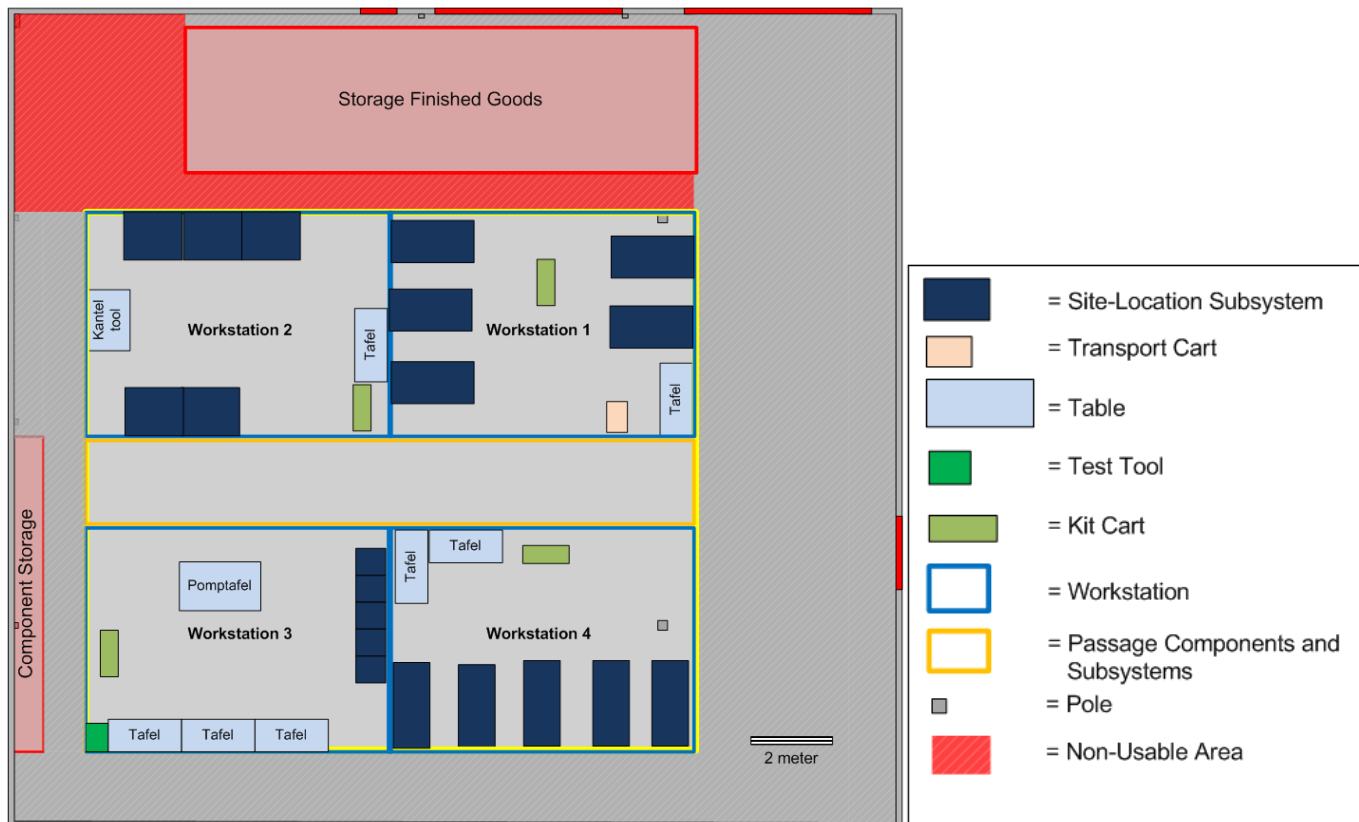 Storage Finished Goods
Kantel
tool
Workstation 2
Tafel
Workstation 1
Tafel
Component Storage
Tafel
Tafel
Pomptafel
Workstation 3
Workstation 4
Tafel
Tafel
Tafel
2 meter
= Site-Location Subsystem
= Transport Cart
= Table
= Test Tool
= Kit Cart
= Workstation
= Passage Components and
Subsystems
= Pole
= Non-Usable Area